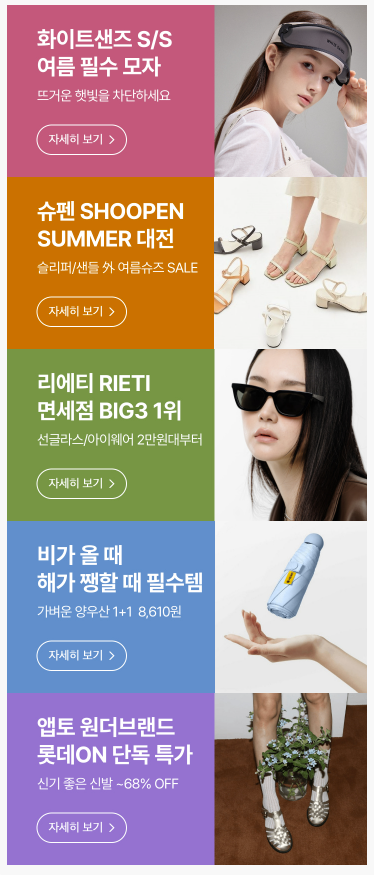 화이트샌즈 S/S
여름 필수 모자
뜨거운 햇빛을 차단하세요
자세히 보기 >
슈펜 SHOOPEN
SUMMER 대전
슬리퍼/샌들 外 여름슈즈 SALE
자세히 보기 >
리에티 RIETI
면세점 BIG3 1위
선글라스/아이웨어 2만원대부터
자세히 보기 >
비가 올 때
해가 쨍할 때 필수템
가벼운 양우산 1+1 8,610원
자세히 보기 >
앱토 원더브랜드
롯데ON 단독 특가
신기 좋은 신발 ~68% OFF
자세히 보기 >